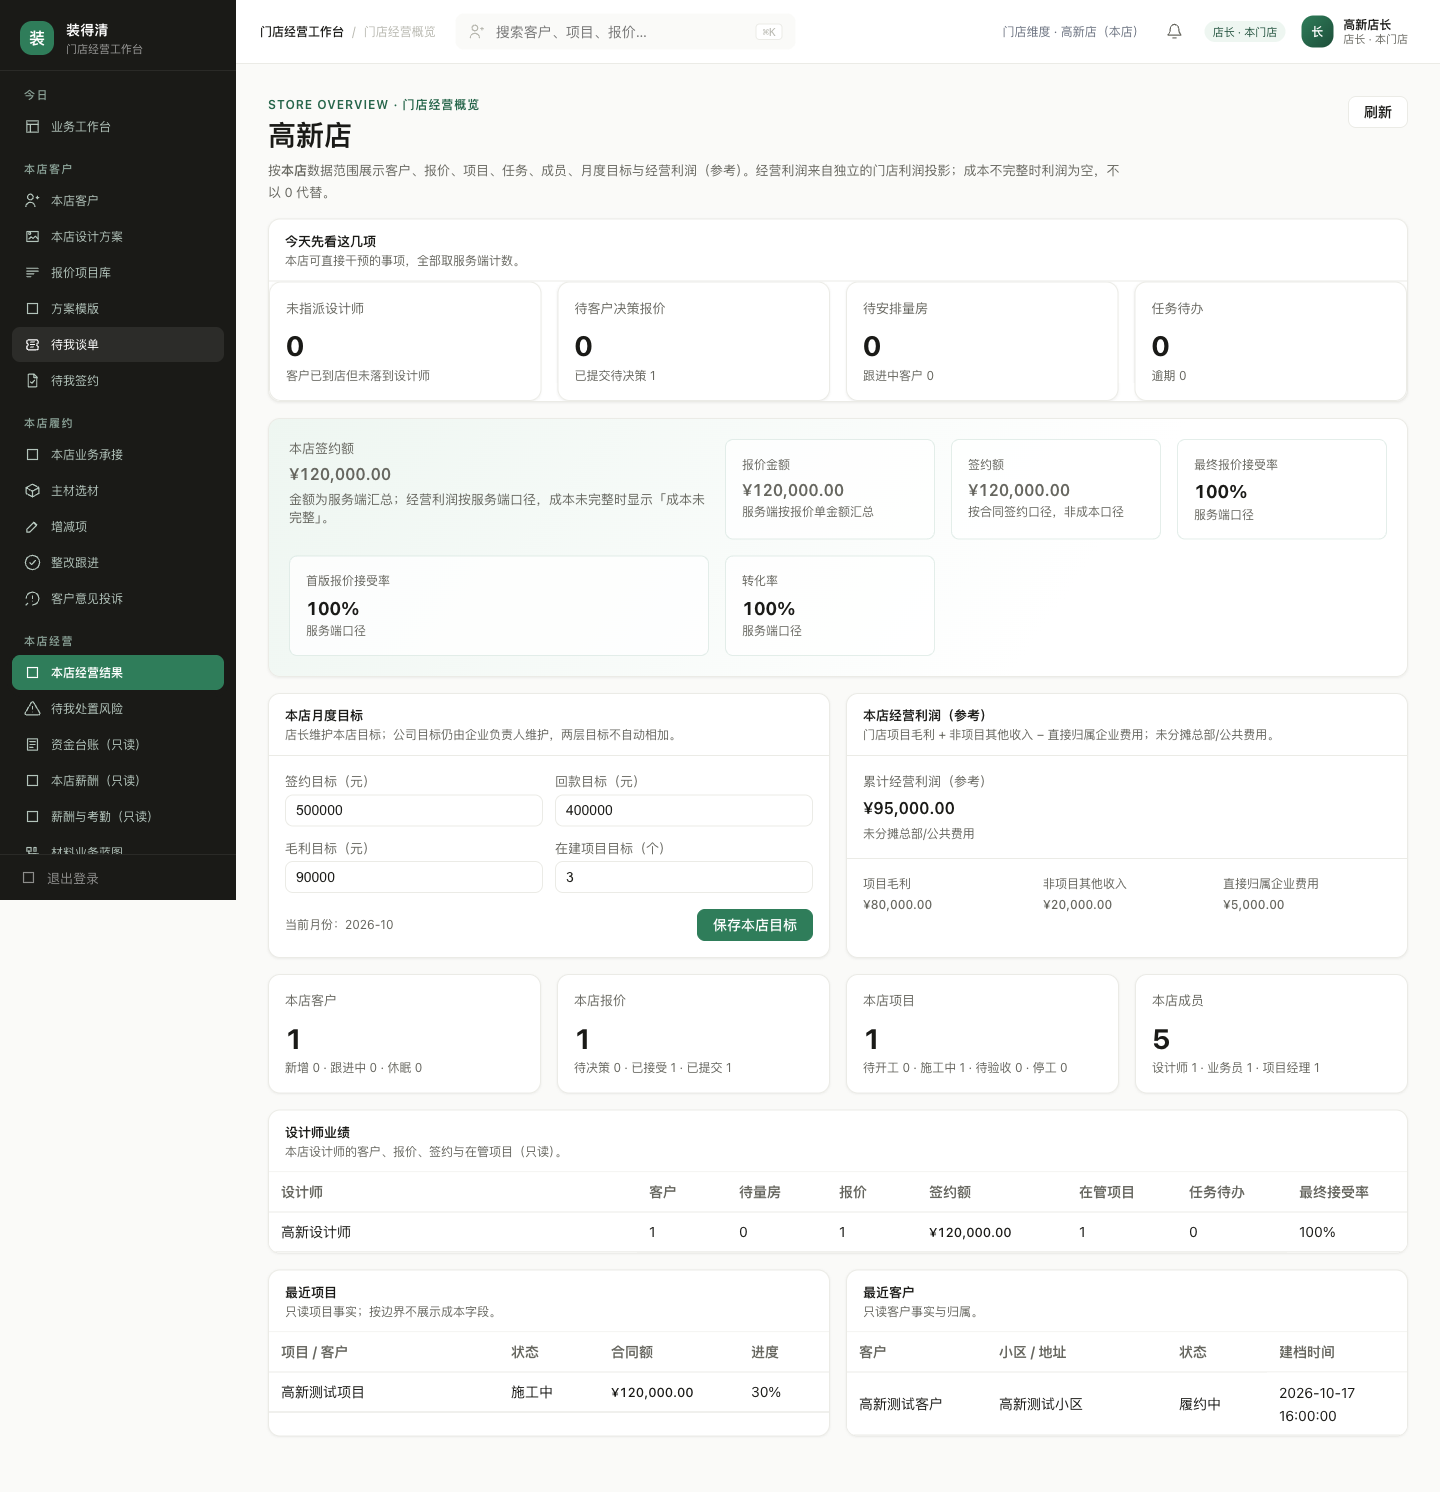 装
装得清
门店经营工作台
今日
业务工作台
本店客户
本店客户
本店设计方案
报价项目库
方案模版
待我谈单
待我签约
本店履约
本店业务承接
主材选材
增减项
整改跟进
客户意见投诉
本店经营
本店经营结果
待我处置风险
资金台账（只读）
本店薪酬（只读）
薪酬与考勤（只读）
材料业务蓝图
退出登录
门店经营工作台 / 门店经营概览
搜索客户、项目、报价...
⌘K
门店维度 · 高新店（本店）
店长 · 本门店
长
高新店长
店长 · 本门店
STORE OVERVIEW · 门店经营概览
高新店
刷新
按本店数据范围展示客户、报价、项目、任务、成员、月度目标与经营利润（参考）。经营利润来自独立的门店利润投影；成本不完整时利润为空，不
以 0 代替。
今天先看这几项
本店可直接干预的事项，全部取服务端计数。
未指派设计师
0
客户已到店但未落到设计师
待客户决策报价
0
已提交待决策 1
待安排量房
0
跟进中客户 0
任务待办
0
逾期 0
本店签约额
¥120,000.00
金额为服务端汇总；经营利润按服务端口径，成本未完整时显示「成本未
完整」。
报价金额
¥120,000.00
服务端按报价单金额汇总
签约额
¥120,000.00
按合同签约口径，非成本口径
最终报价接受率
100%
服务端口径
首版报价接受率
100%
服务端口径
转化率
100%
服务端口径
本店月度目标
店长维护本店目标；公司目标仍由企业负责人维护，两层目标不自动相加。
签约目标（元）
500000
回款目标（元）
400000
毛利目标（元）
90000
在建项目目标（个）
3
当前月份：2026-10
保存本店目标
本店经营利润（参考）
门店项目毛利 + 非项目其他收入 − 直接归属企业费用；未分摊总部/公共费用。
累计经营利润（参考）
¥95,000.00
未分摊总部/公共费用
项目毛利
¥80,000.00
非项目其他收入
¥20,000.00
直接归属企业费用
¥5,000.00
本店客户
1
新增 0 · 跟进中 0 · 休眠 0
本店报价
1
待决策 0 · 已接受 1 · 已提交 1
本店项目
1
待开工 0 · 施工中 1 · 待验收 0 · 停工 0
本店成员
5
设计师 1 · 业务员 1 · 项目经理 1
设计师业绩
本店设计师的客户、报价、签约与在管项目（只读）。
设计师 客户 待量房 报价 签约额 在管项目 任务待办 最终接受率
高新设计师 1 0 1 ¥120,000.00 1 0 100%
最近项目
只读项目事实；按边界不展示成本字段。
项目 / 客户 状态 合同额 进度
高新测试项目 施工中 ¥120,000.00 30%
最近客户
只读客户事实与归属。
客户 小区 / 地址 状态 建档时间
高新测试客户 高新测试小区 履约中 2026-10-17
16:00:00